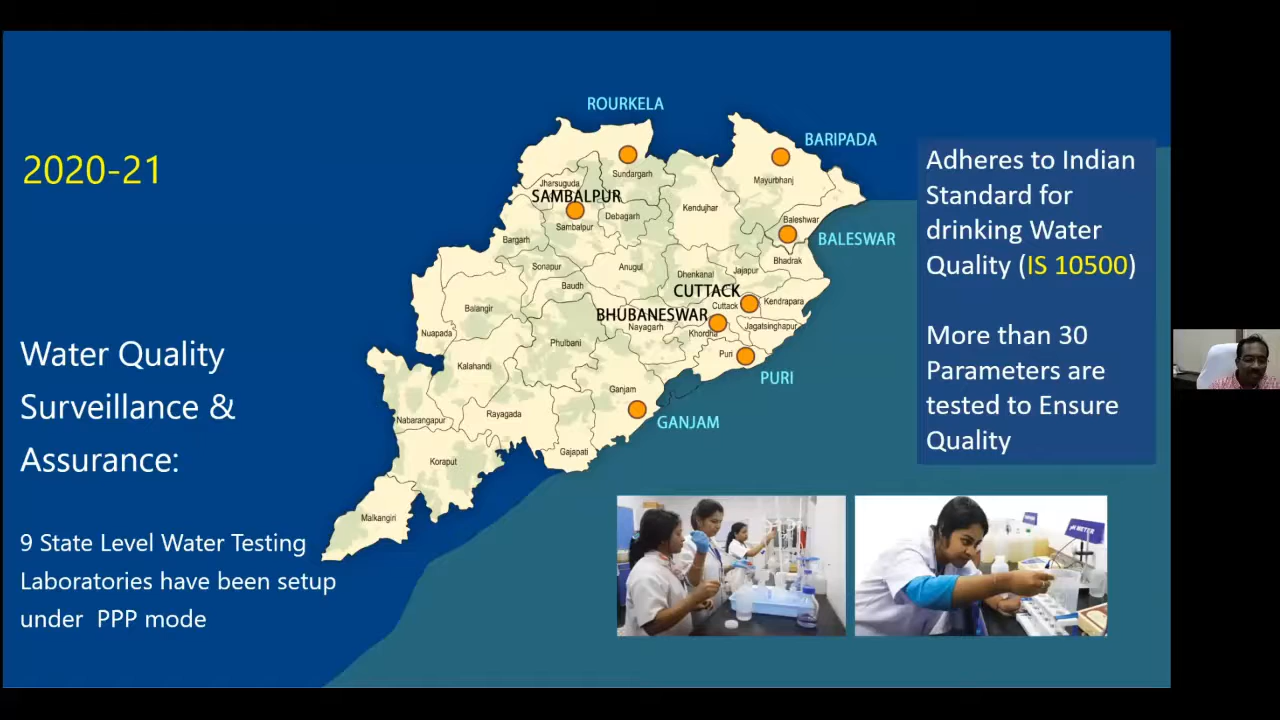 2020-21
Water Quality
Surveillance &
Assurance:
9 State Level Water Testing
Laboratories have been setup
under PPP mode
ROURKELA
BARIPADA
Sundargarh
Mayurbhanj
Jharsuguda
SAMBALPUR
Kendujhar
Debagarh
Baleshwar
Sambalpur
BALESWAR
Bargarh
Bhadrak
Sonapur
Anugul
Dhenkanal
Jajapur
Baudh
CUTTACK
Kendrapara
Cuttack
Balangir
BHUBANESWAR
Nayagarh
Jagatsinghapur
Khordha
Nuapada
Phulbani
Puri
Kalahandi
PURI
Ganjam
Rayagada
Nabarangapur
GANJAM
Gajapati
Koraput
Malkangiri
Adheres to Indian
Standard for
drinking Water
Quality (IS 10500)
More than 30
Parameters are
tested to Ensure
Quality
pH METER